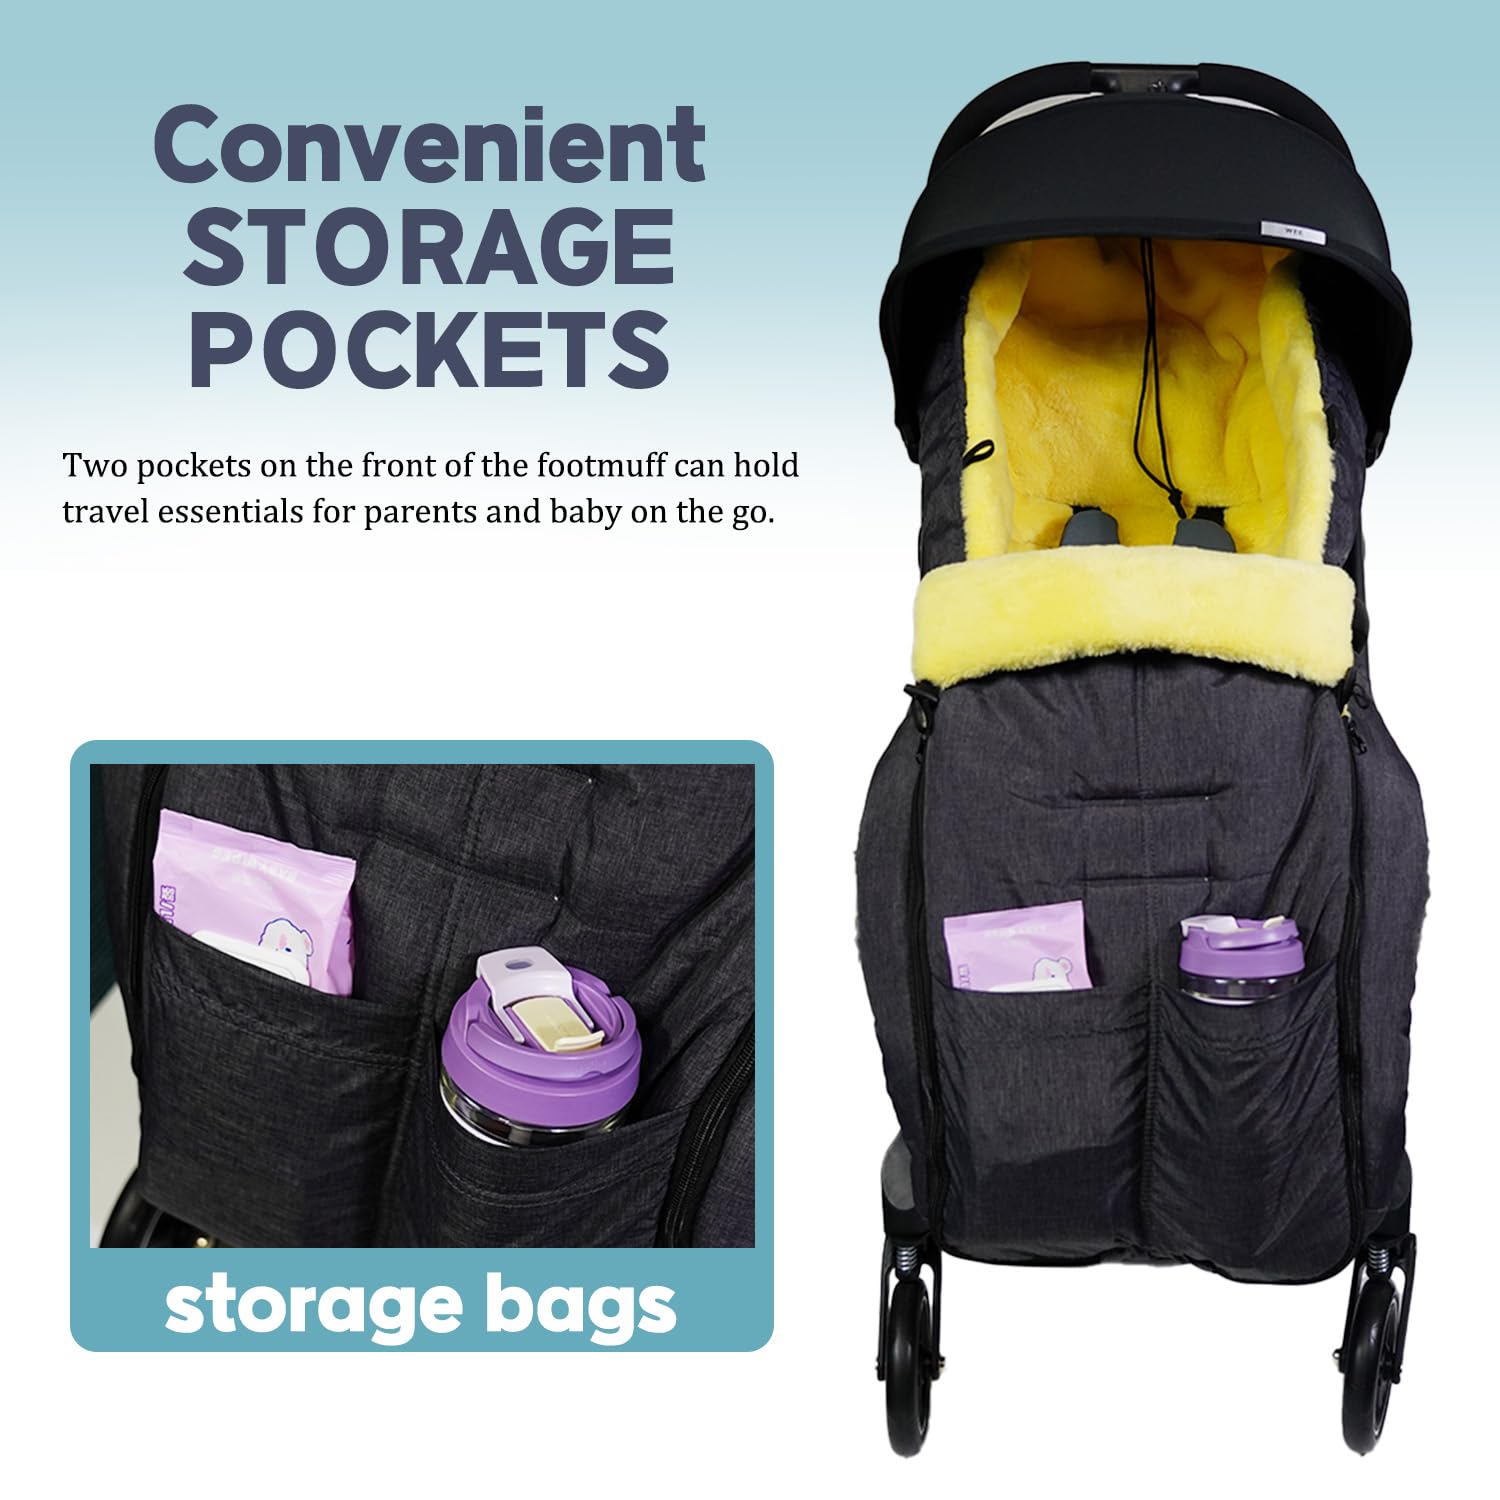 Convenient
STORAGE
POCKETS
Two pockets on the front of the footmuff can hold
travel essentials for parents and baby on the go.
storage bags